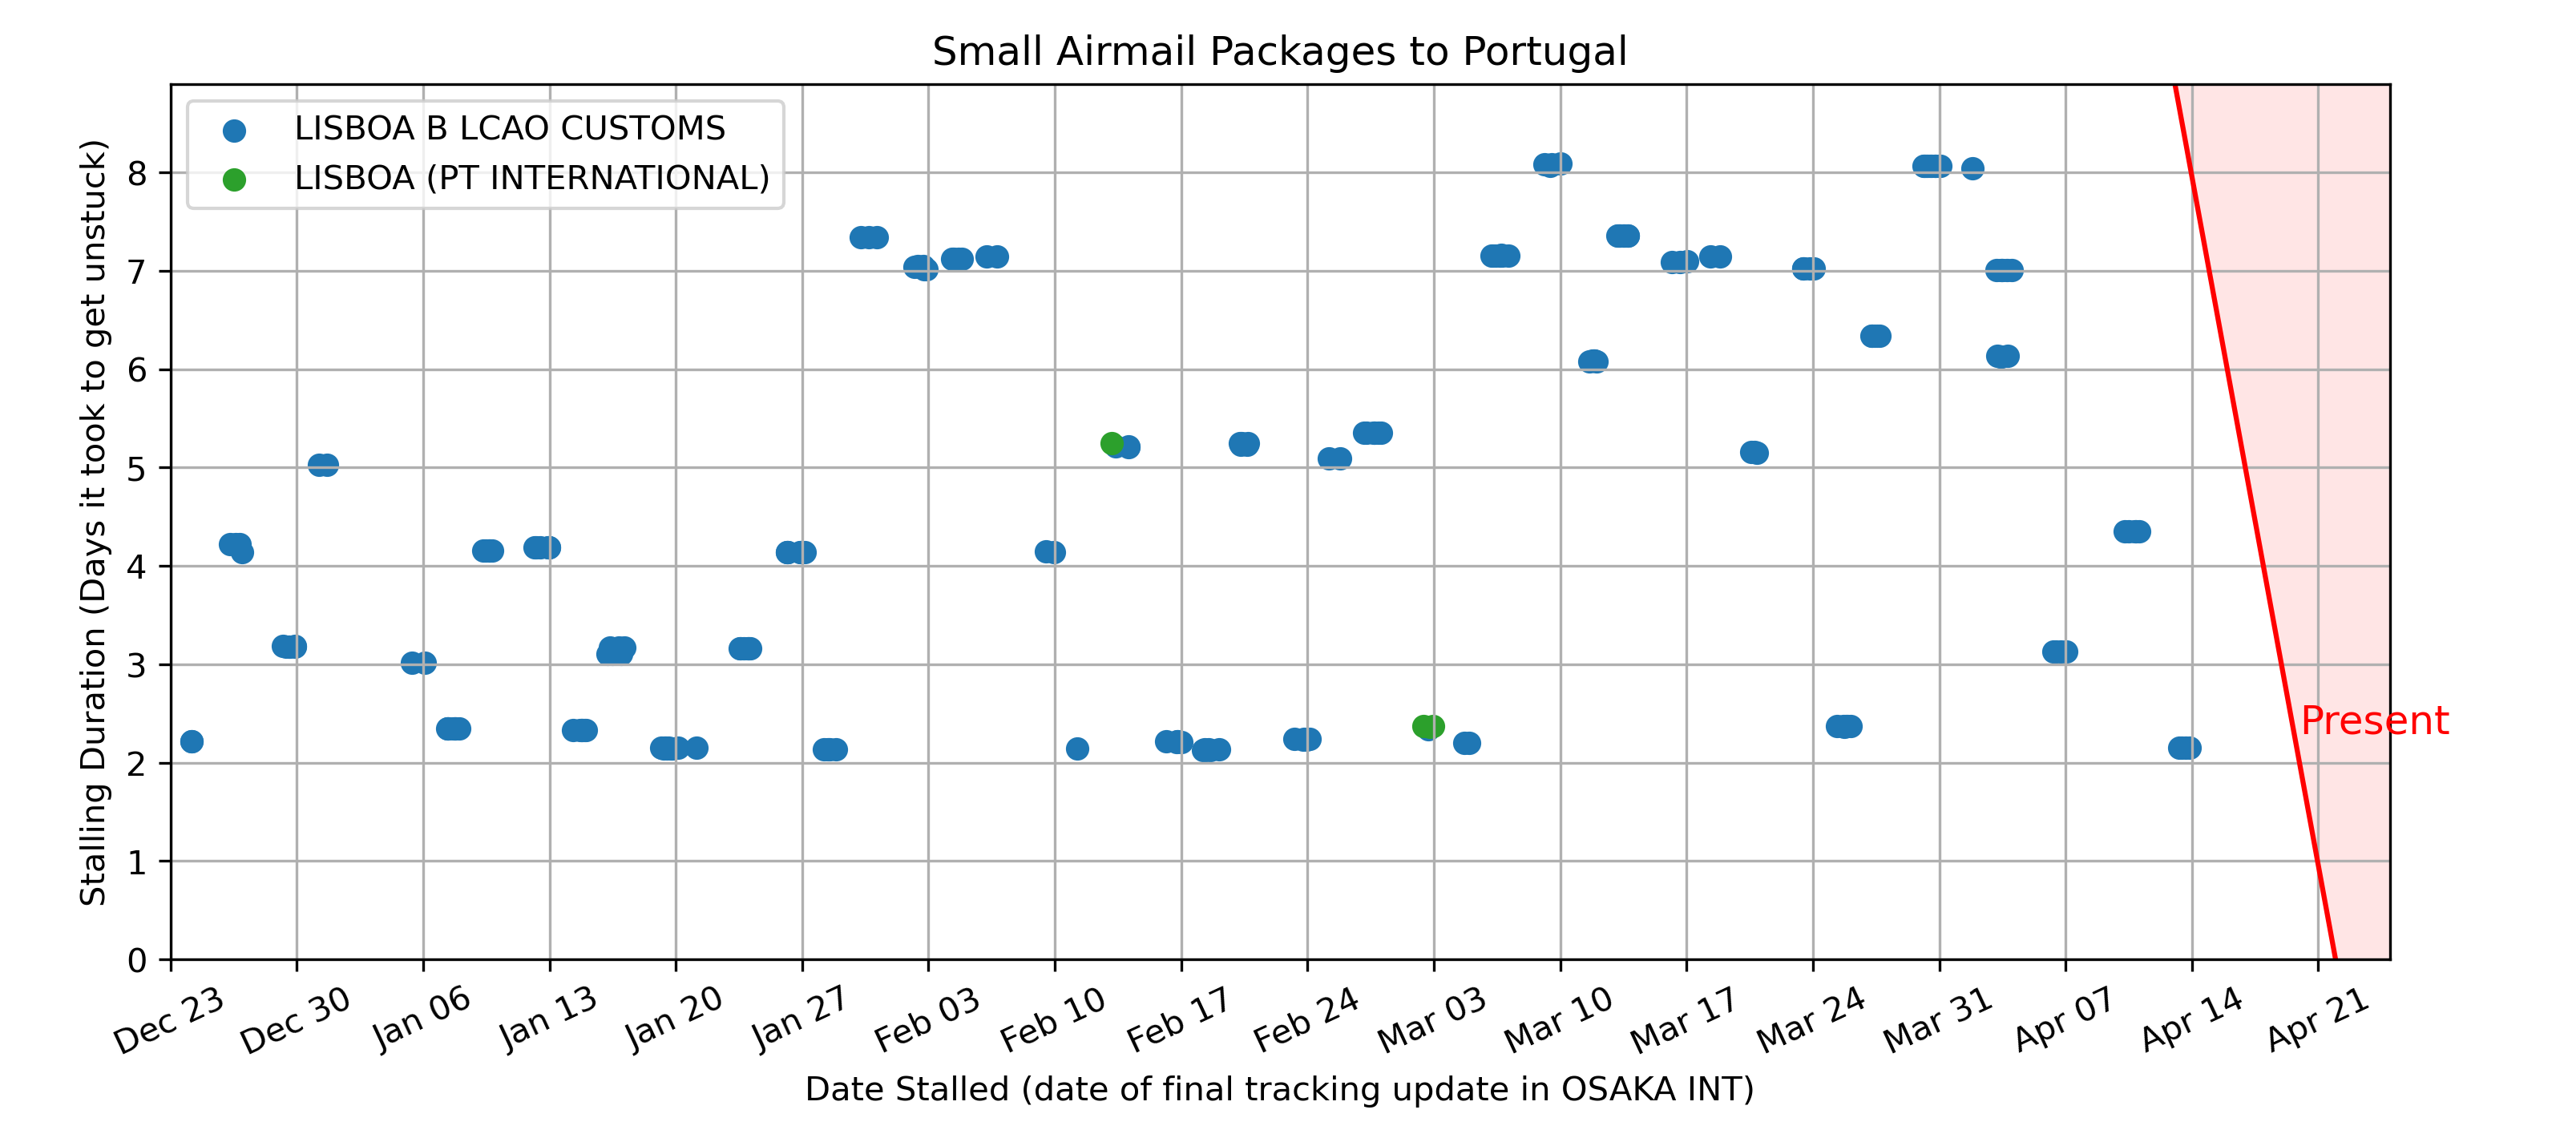 Small Airmail Packages to Portugal
LISBOA B LCAO CUSTOMS
LISBOA (PT INTERNATIONAL)
Stalling Duration (Days it took to get unstuck)
8
7
6
5
4
3
2
1
0
Present
Dec 23
Dec 30
Jan 06
Jan 13
Jan 20
Jan 27
Feb 03
Feb 10
Feb 17
Feb 24
Mar 03
Mar 10
Mar 17
Mar 24
Mar 31
Apr 07
Apr 14
Apr 21
Date Stalled (date of final tracking update in OSAKA INT)